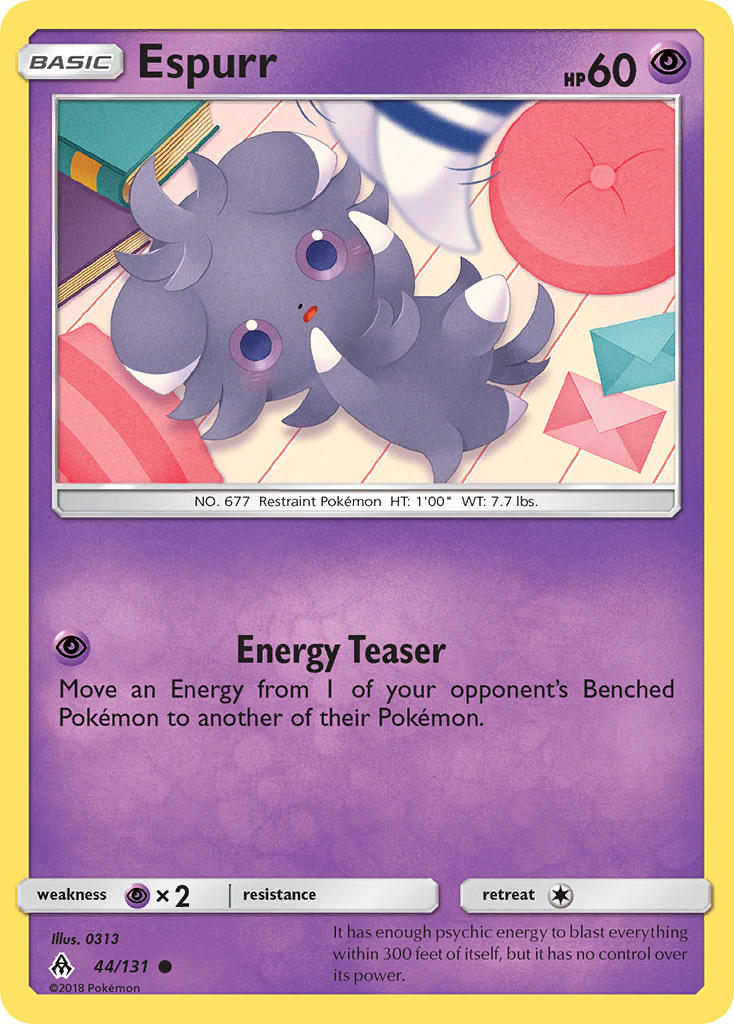 BASIC Espurr HP60
NO. 677 Restraint Pokémon HT: 1'00" WT: 7.7 lbs.
Energy Teaser
Move an Energy from 1 of your opponent's Benched
Pokémon to another of their Pokémon.
weakness ×2 resistance retreat
Illus. 0313
44/131
©2018 Pokémon
It has enough psychic energy to blast everything
within 300 feet of itself, but it has no control over
its power.